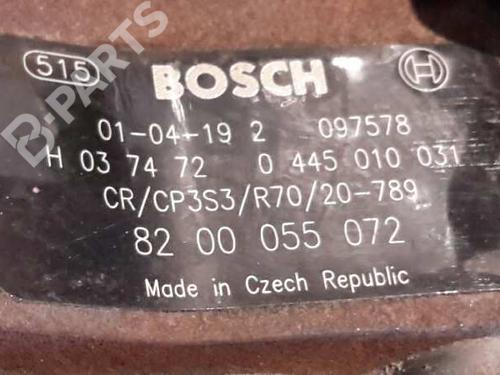 515 BOSCH
01-04-19 2 097578
H 03 74 72 0 445 010 031
CR/CP3S3/R70/20-789
82 00 055 072
Made in Czech Republic
B-PARTS